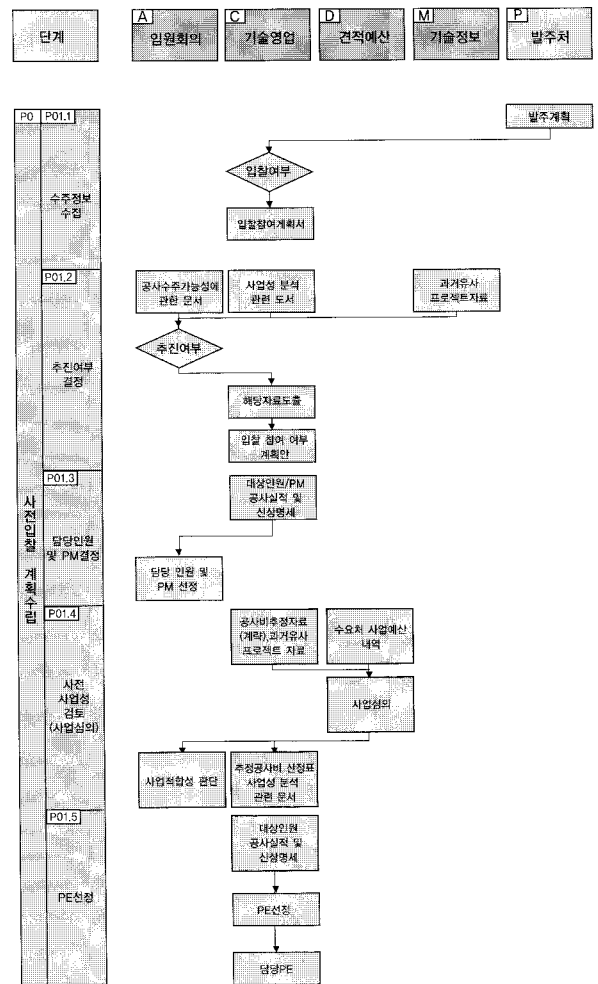 단계
A
임원회의
C
기술영업
D
견적예산
M
기술정보
P
발주처
P0
P01.1
발주계획
입찰여부
수주정보
수집
입찰참여계획서
P01.2
공사수주가능성에
관한 문서
사업성 분석
관련 도서
과거유사
프로젝트자료
추진여부
추진여부
결정
해당자료도출
입찰 참여 여부
계획안
P01.3
대상인원/PM
공사실적 및
신상명세
사전입찰 계획수립
담당인원
및 PM결정
담당 인원 및
PM 선정
P01.4
공사비추정자료
(계략),과거유사
프로젝트 자료
수요처 사업예산
내역
사전
사업성
검토
(사업심의)
사업심의
사업적합성 판단
추정공사비 산정표
사업성 분석
관련 문서
P01.5
대상인원
공사실적 및
신상명세
PE선정
PE선정
담당PE